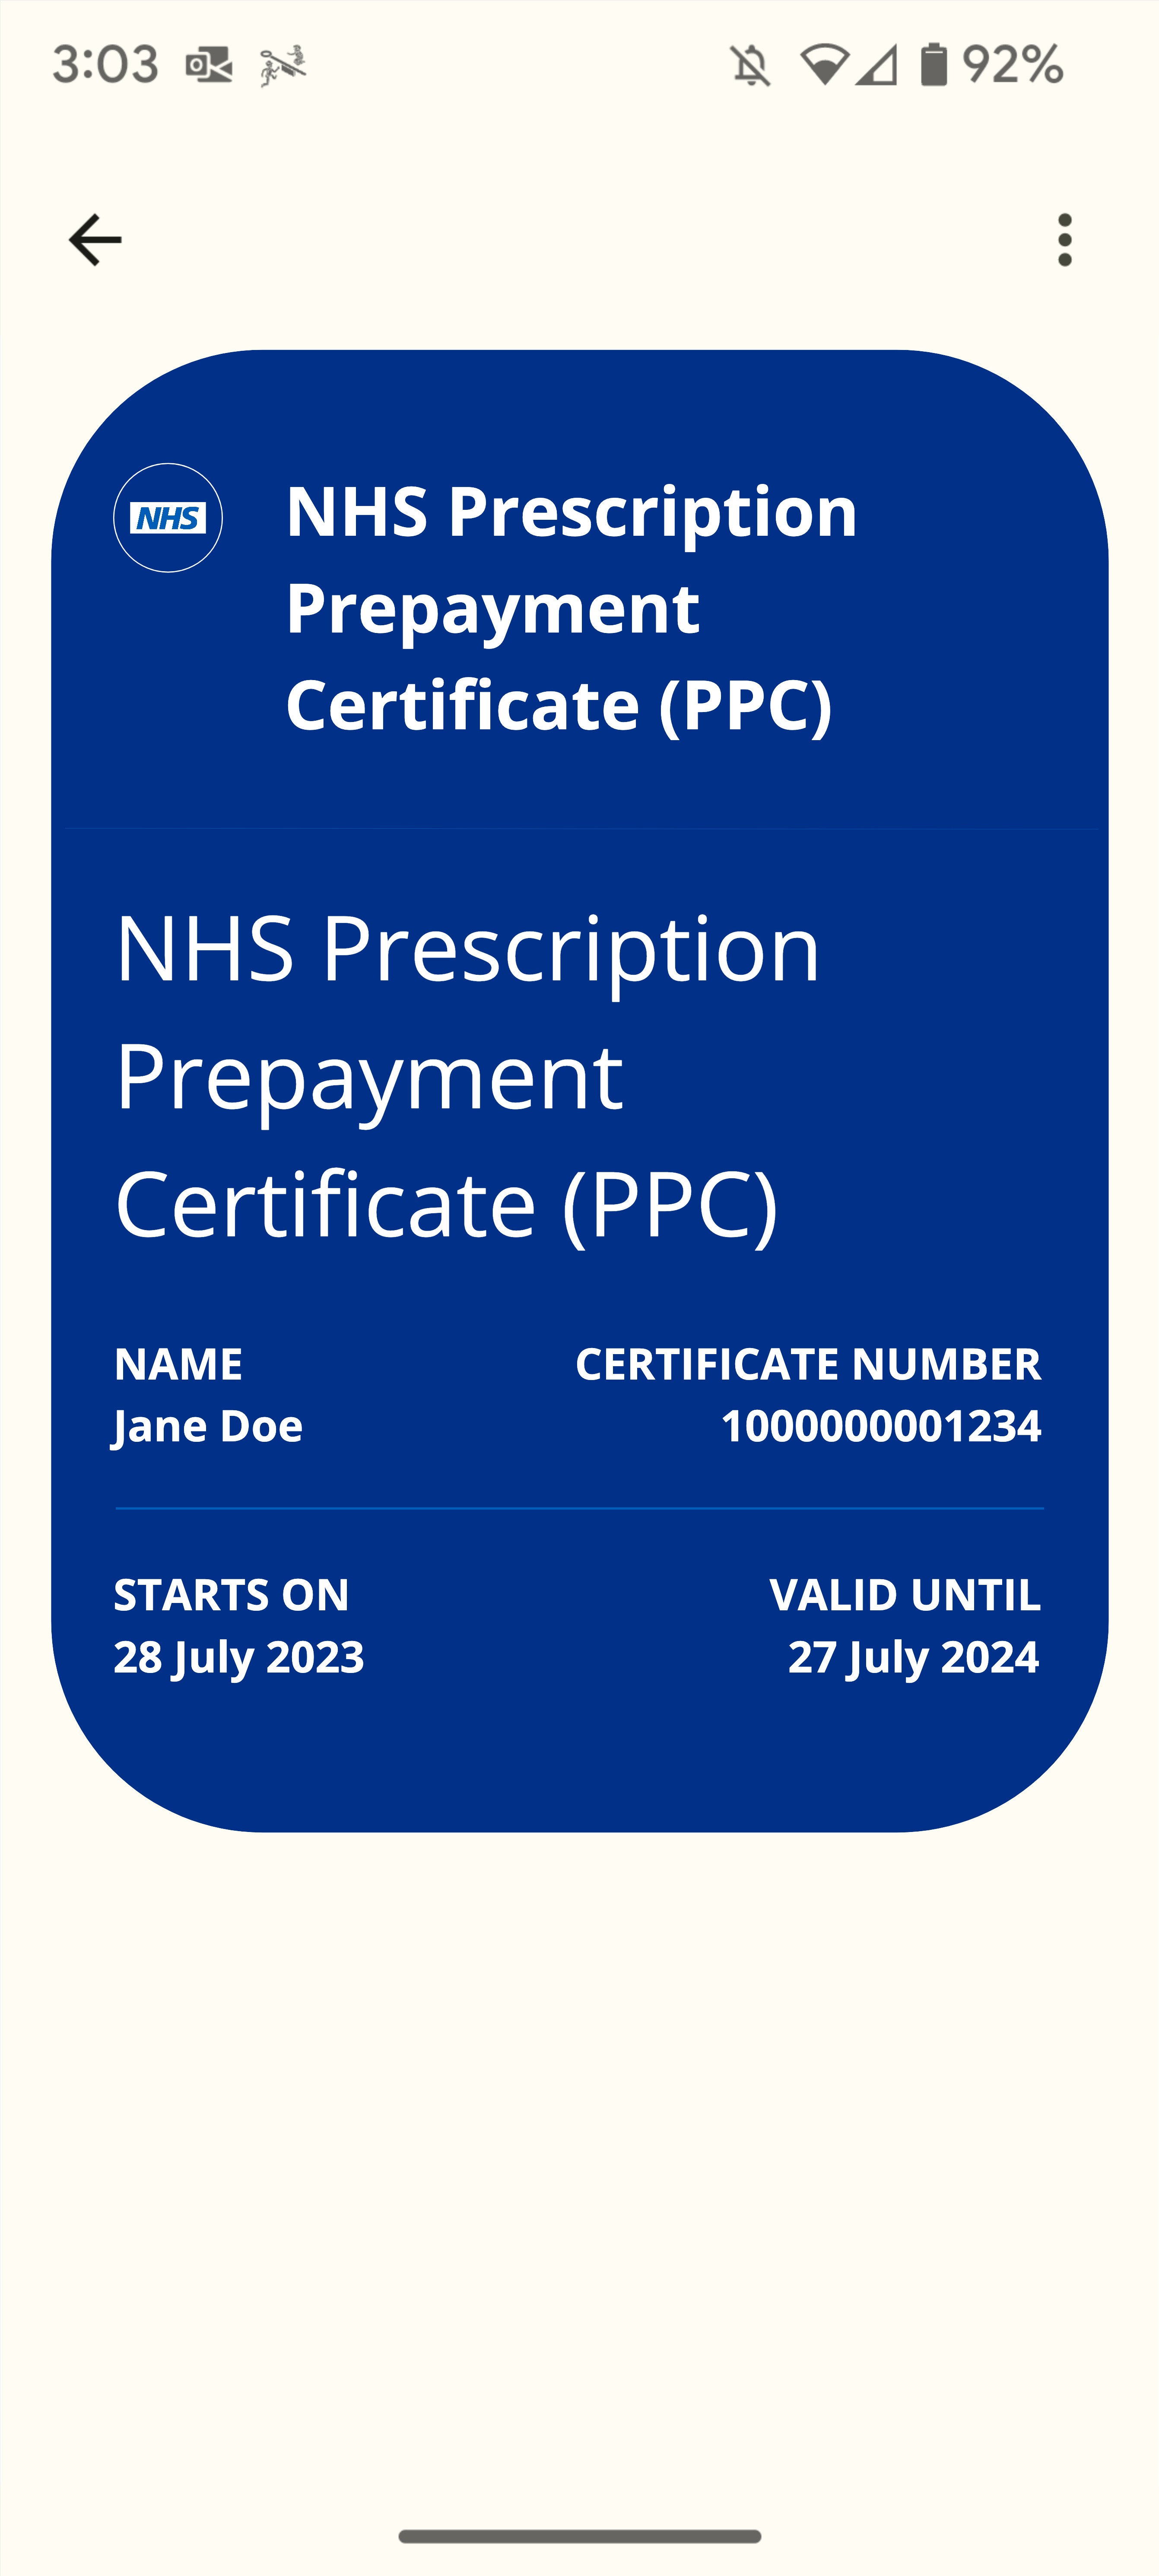 3:03 92%
NHS NHS Prescription
Prepayment
Certificate (PPC)
NHS Prescription
Prepayment
Certificate (PPC)
NAME CERTIFICATE NUMBER
Jane Doe 1000000001234
STARTS ON VALID UNTIL
28 July 2023 27 July 2024